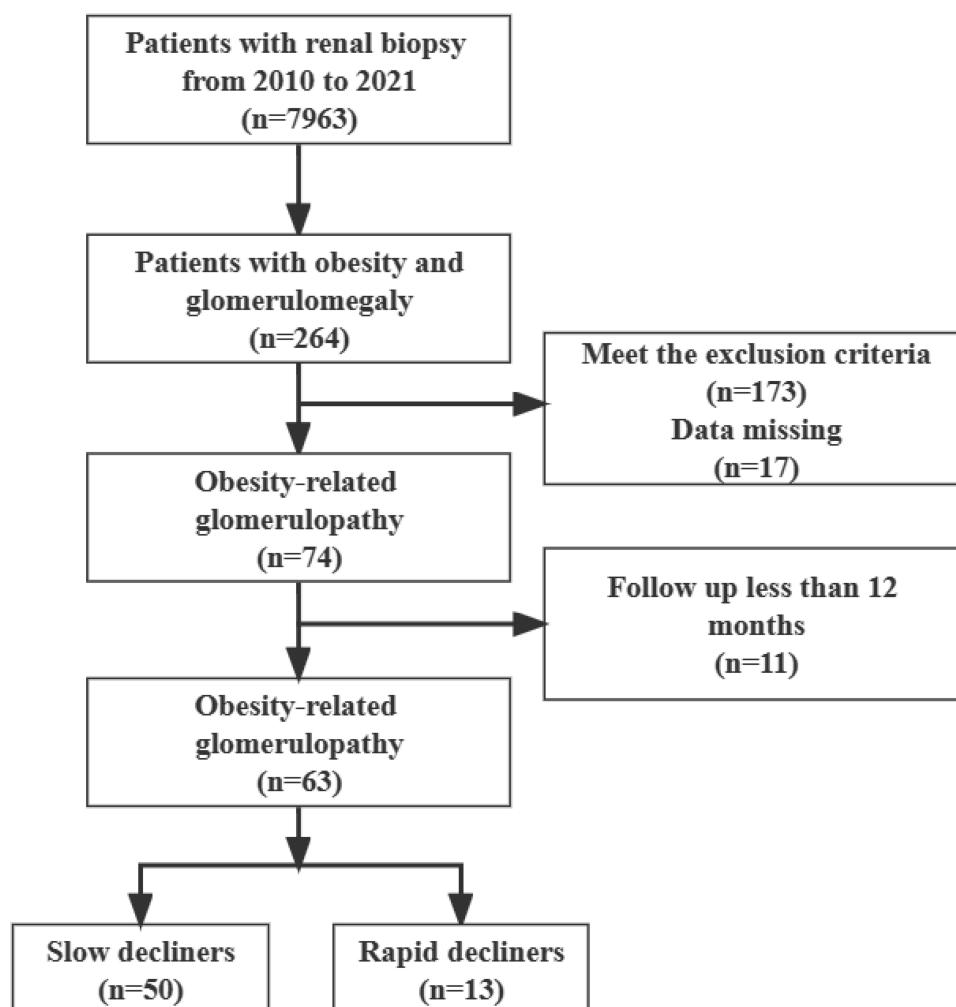 Patients with renal biopsy
from 2010 to 2021
(n=7963)
Patients with obesity and
glomerulomegaly
(n=264)
Meet the exclusion criteria
(n=173)
Data missing
(n=17)
Obesity-related
glomerulopathy
(n=74)
Follow up less than 12
months
(n=11)
Obesity-related
glomerulopathy
(n=63)
Slow decliners
(n=50)
Rapid decliners
(n=13)